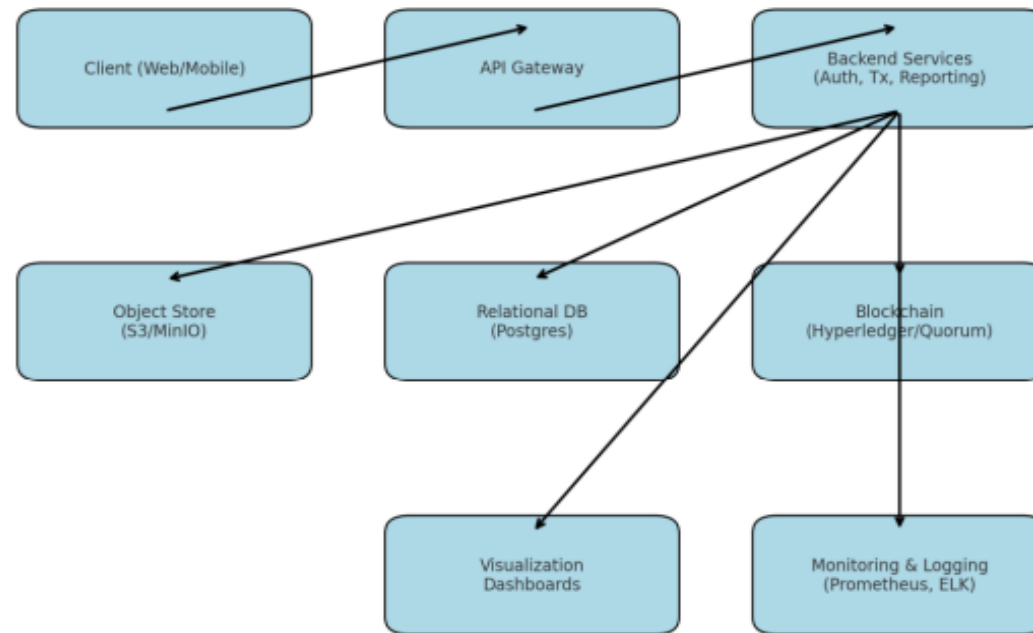 Client (Web/Mobile)
API Gateway
Backend Services
(Auth, Tx, Reporting)
Object Store
(S3/MinIO)
Relational DB
(Postgres)
Blockchain
(Hyperledger/Quorum)
Visualization
Dashboards
Monitoring & Logging
(Prometheus, ELK)